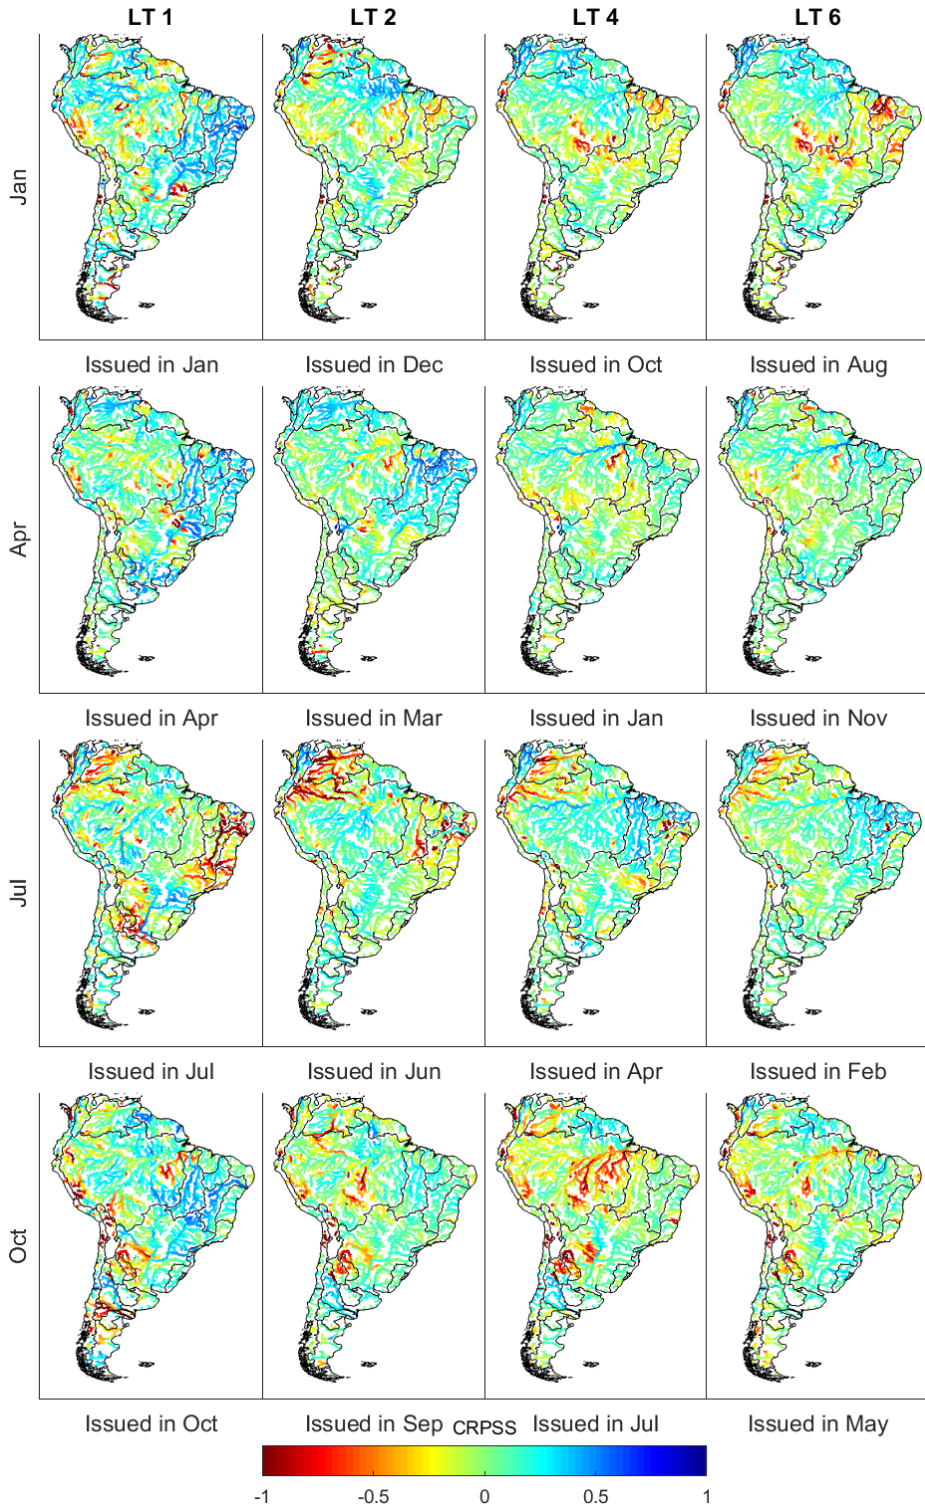 LT 1 LT 2 LT 4 LT 6
Jan
Issued in Jan Issued in Dec Issued in Oct Issued in Aug
Apr
Issued in Apr Issued in Mar Issued in Jan Issued in Nov
Jul
Issued in Jul Issued in Jun Issued in Apr Issued in Feb
Oct
Issued in Oct Issued in Sep CRPSS Issued in Jul Issued in May
-1 -0.5 0 0.5 1